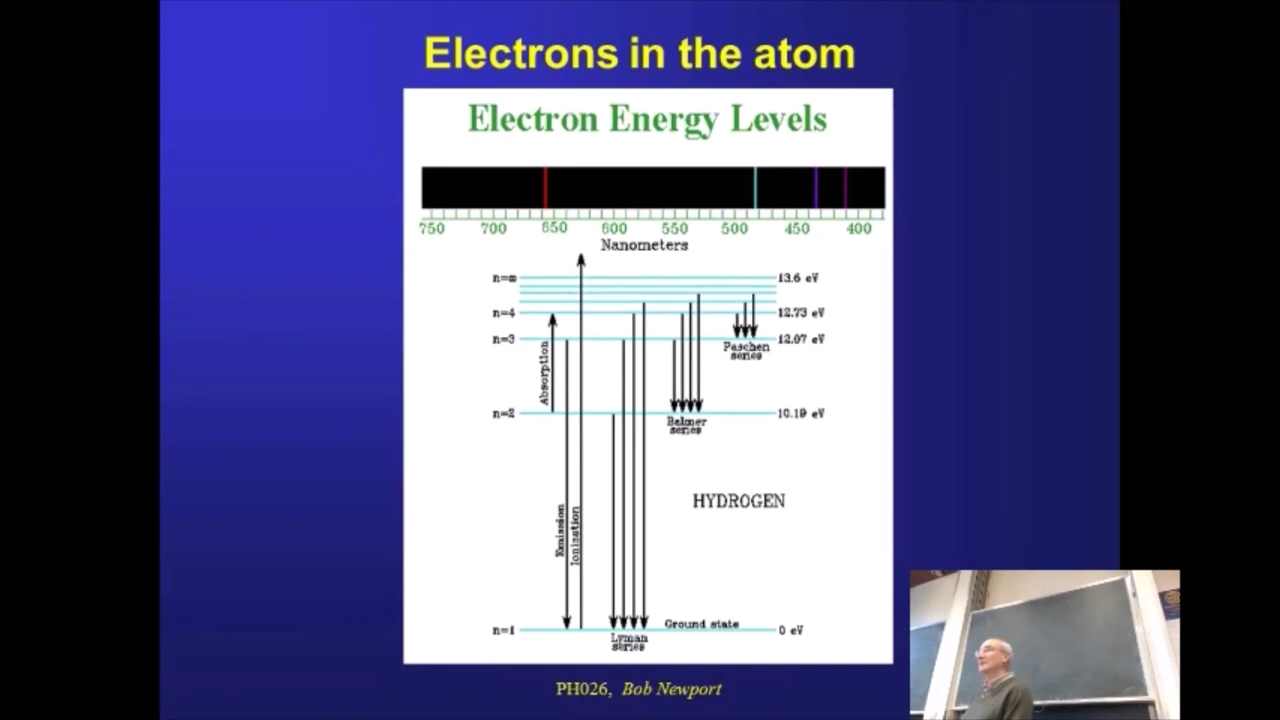 Electrons in the atom
Electron Energy Levels
750 700 650 600 550 500 450 400
Nanometers
n=∞ 13.6 eV
n=4 12.73 eV
n=3 12.07 eV
Paschen
series
Absorption
n=2 10.19 eV
Balmer
series
HYDROGEN
Emission
Ionization
Ground state
n=1 0 eV
Lyman
series
PH026, Bob Newport